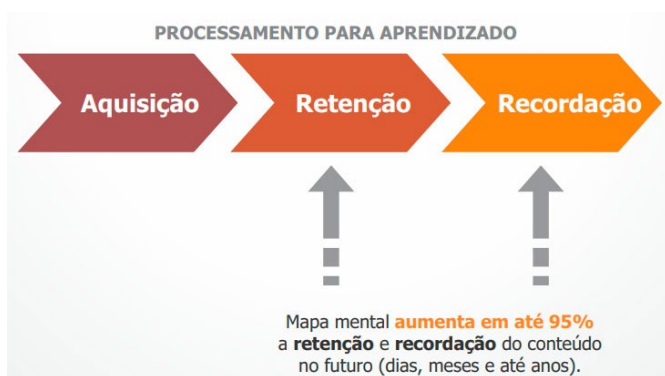 PROCESSAMENTO PARA APRENDIZADO
Aquisição
Retenção
Recordação
Mapa mental aumenta em até 95%
a retenção e recordação do conteúdo
no futuro (dias, meses e até anos).